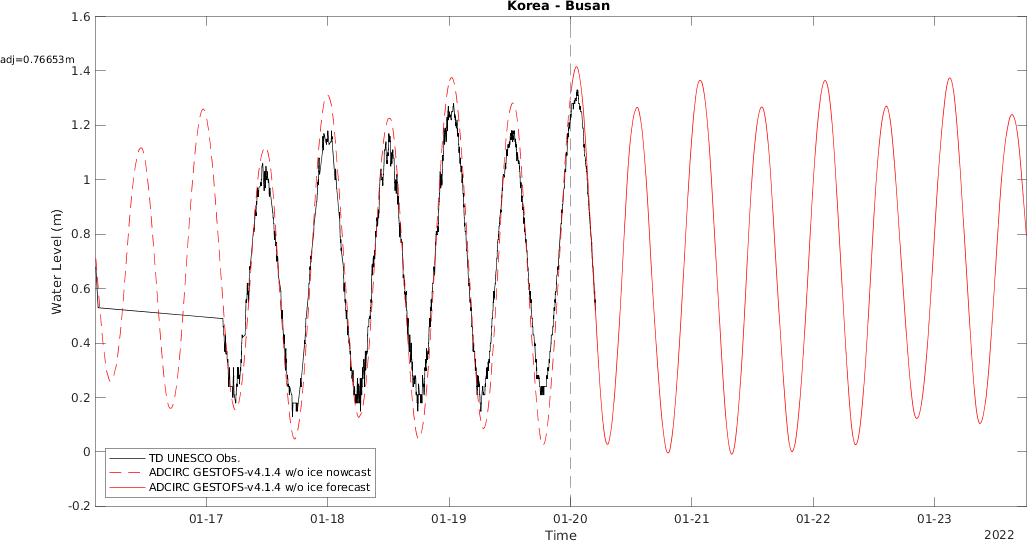 Korea - Busan
adj=0.76653m
1.6
1.4
1.2
1
0.8
0.6
0.4
0.2
0
-0.2
Water Level (m)
TD UNESCO Obs.
ADCIRC GESTOFS-v4.1.4 w/o ice nowcast
ADCIRC GESTOFS-v4.1.4 w/o ice forecast
01-17 01-18 01-19 01-20 01-21 01-22 01-23
Time
2022